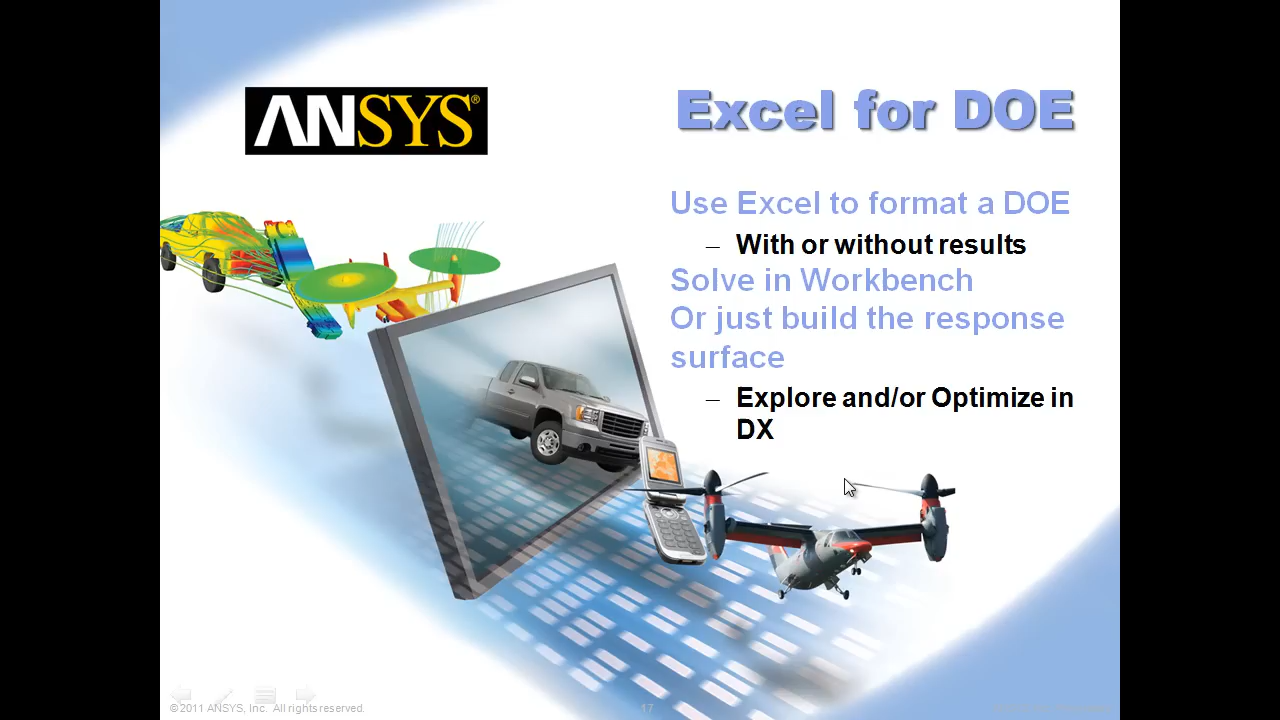 ANSYS®
Excel for DOE
Use Excel to format a DOE
– With or without results
Solve in Workbench
Or just build the response
surface
– Explore and/or Optimize in
DX
© 2011 ANSYS, Inc. All rights reserved.
17